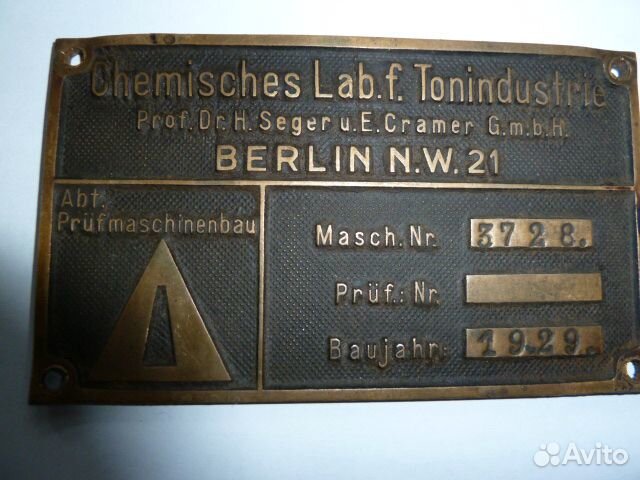 Chemisches Lab. f. Tonindustrie
Prof. Dr. H. Seger u. E. Cramer G.m.b.H.
BERLIN N.W. 21
Abt.
Prüfmaschinenbau
Masch. Nr. 3728.
Prüf.: Nr.
Baujahr: 1929.
Avito